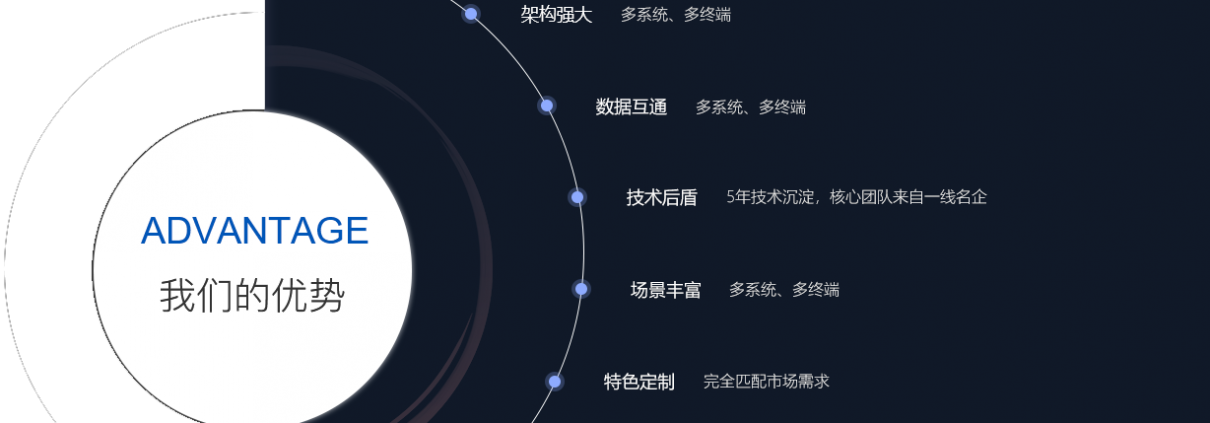 ADVANTAGE
我们的优势
架构强大 多系统、多终端
数据互通 多系统、多终端
技术后盾 5年技术沉淀，核心团队来自一线名企
场景丰富 多系统、多终端
特色定制 完全匹配市场需求